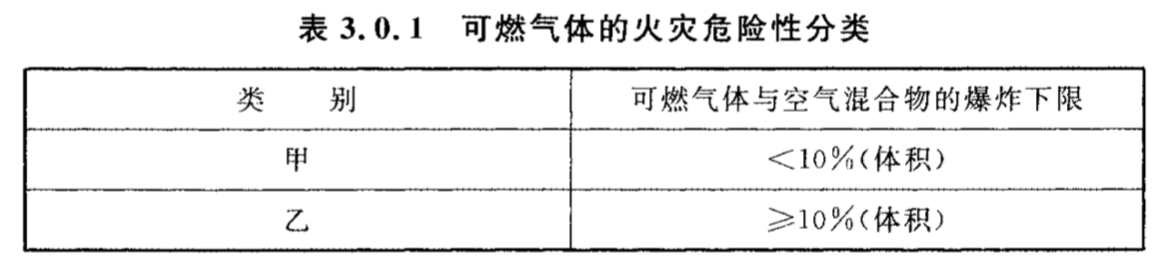 表 3.0.1 可燃气体的火灾危险性分类
类 别 可燃气体与空气混合物的爆炸下限
甲 <10%(体积)
乙 ≥10%(体积)